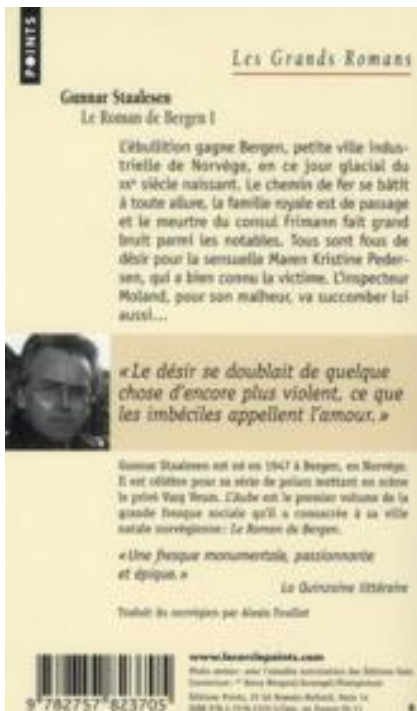 POINTS
Les Grands Romans
Gunnar Staalesen
Le Roman de Bergen I
L'ébullition gagne Bergen, petite ville indus-
trielle de Norvège, en ce jour glacial du
XXe siècle naissant. Le chemin de fer se bâtit
à toute allure, la famille royale est de passage
et le meurtre du consul Frimann fait grand
bruit parmi les notables. Tous sont fous de
désir pour la sensuelle Maren Kristine Peder-
sen, qui a bien connu la victime. L'inspecteur
Moland, pour son malheur, va succomber lui
aussi…
« Le désir se doublait de quelque
chose d'encore plus violent, ce que
les imbéciles appellent l'amour. »
Gunnar Staalesen est né en 1947 à Bergen, en Norvège.
Il est célèbre pour sa série de polars mettant en scène
le privé Varg Veum. L'Aube est le premier volume de la
grande fresque sociale qu'il a consacrée à sa ville
natale norvégienne : Le Roman de Bergen.
« Une fresque monumentale, passionnante
et épique. »
La Quinzaine littéraire
Traduit du norvégien par Alexis Fouillet
www.lecerclepoints.com
9 782757 823705